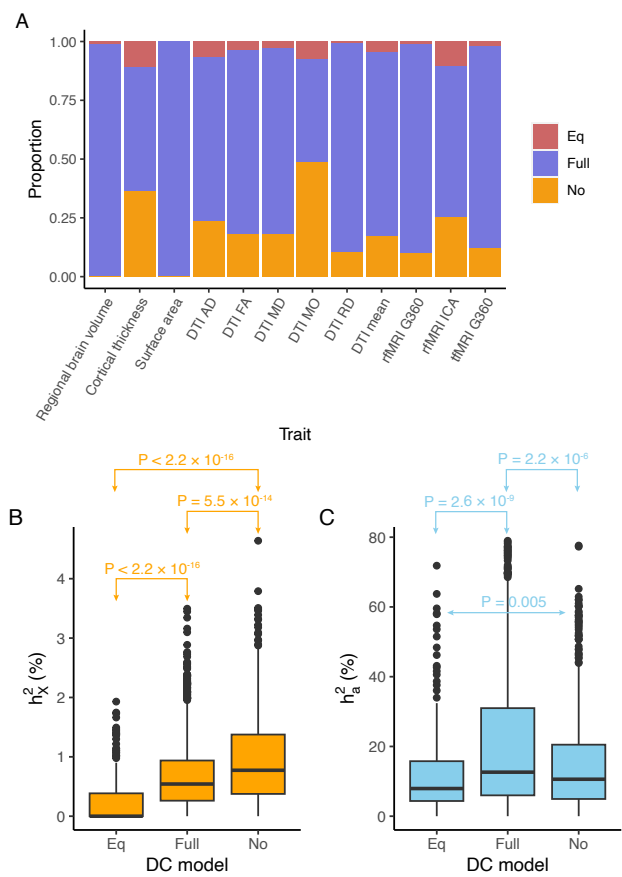 A
1.00
0.75
0.50
0.25
0.00
Proportion
Eq
Full
No
Regional brain volume
Cortical thickness
Surface area
DTI AD
DTI FA
DTI MD
DTI MO
DTI RD
DTI mean
rfMRI G360
rfMRI ICA
tfMRI G360
Trait
B
P < 2.2 × 10⁻¹⁶
P = 5.5 × 10⁻¹⁴
P < 2.2 × 10⁻¹⁶
4
3
2
1
0
h²X (%)
Eq
Full
No
DC model
C
P = 2.2 × 10⁻⁶
P = 2.6 × 10⁻⁹
P = 0.005
80
60
40
20
0
h²a (%)
Eq
Full
No
DC model